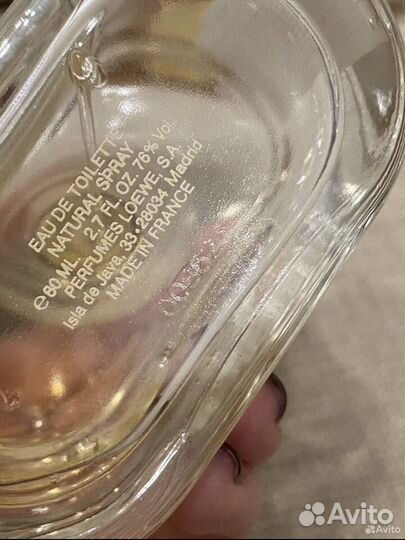 EAU DE TOILETTE
NATURAL SPRAY
℮80 ML. 2.7 FL. OZ. 76% Vol.
PERFUMES LOEWE, S.A.
Isla de Java, 33•28034 Madrid
MADE IN FRANCE
Avito
Avito